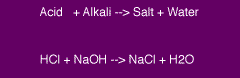 Acid + Alkali --> Salt + Water
HCl + NaOH --> NaCl + H2O